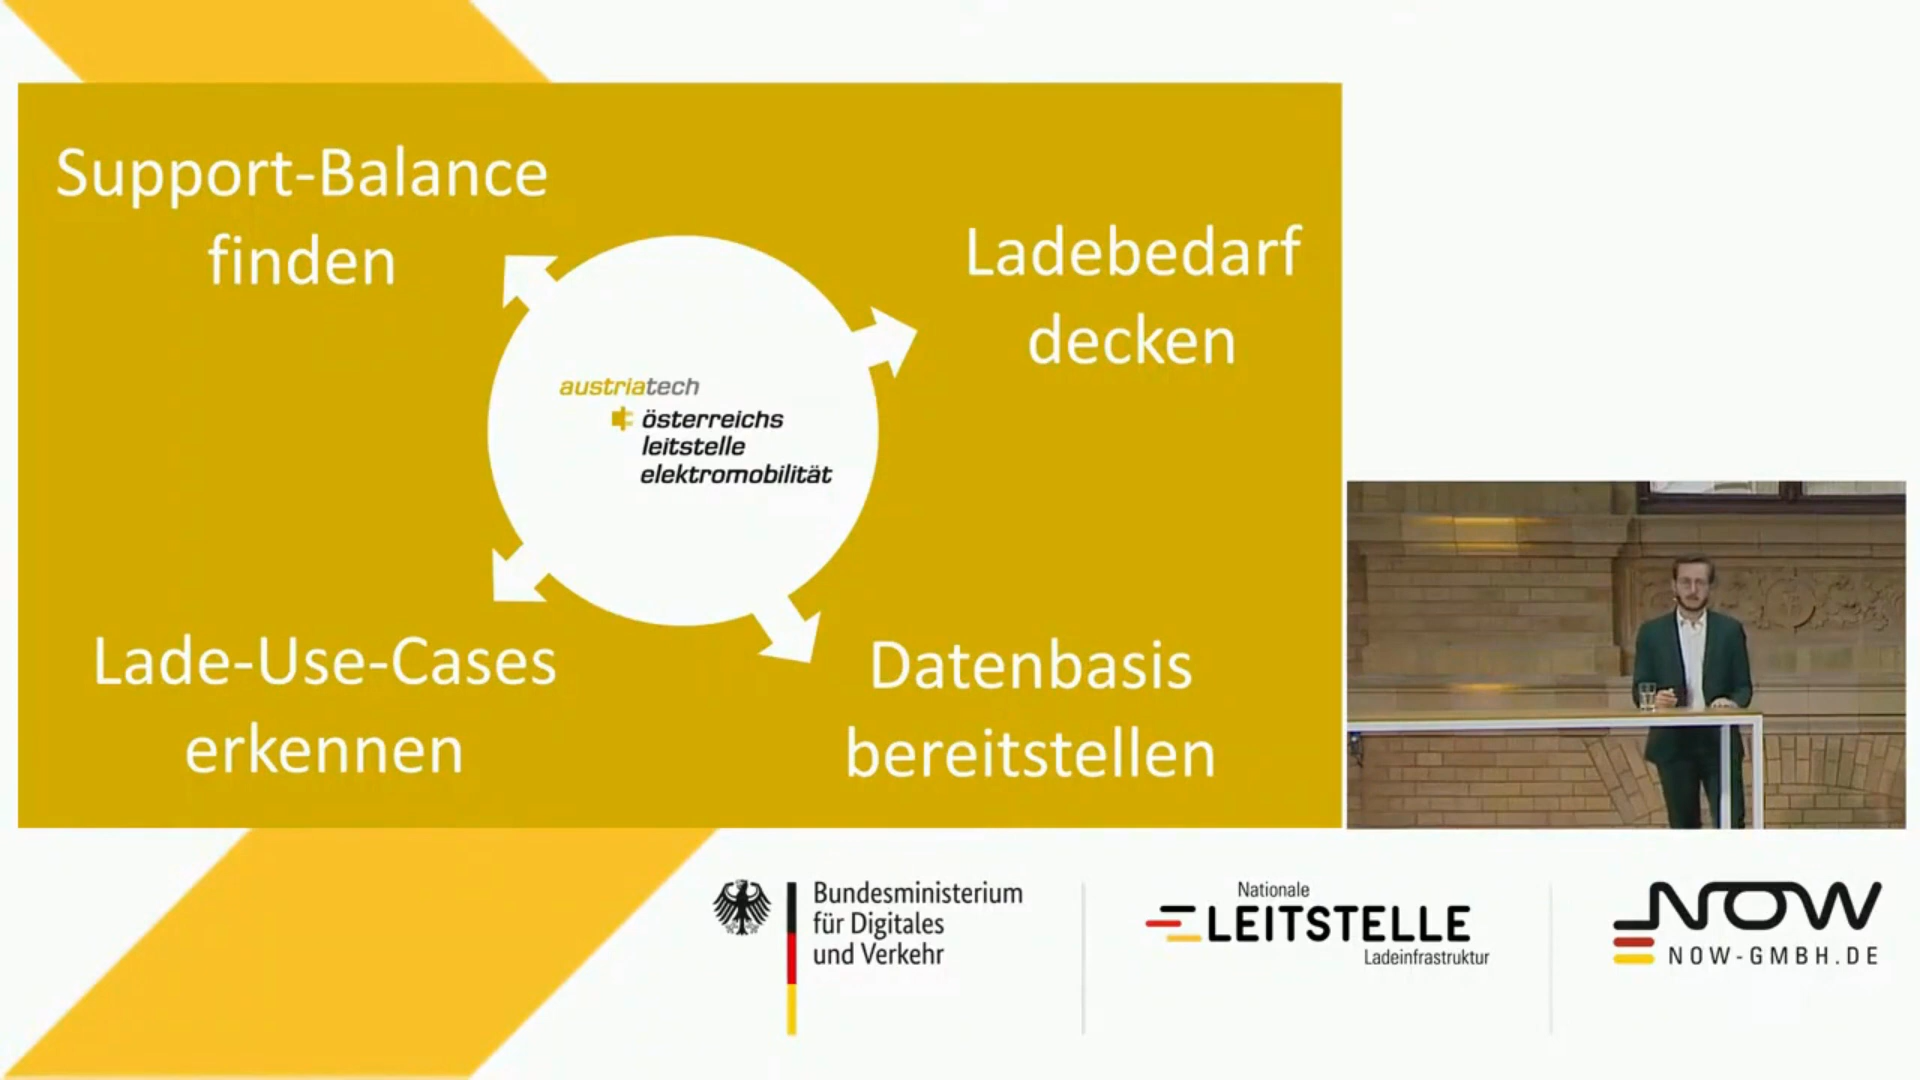 Support-Balance
finden
Ladebedarf
decken
austriatech
österreichs
leitstelle
elektromobilität
Lade-Use-Cases
erkennen
Datenbasis
bereitstellen
Bundesministerium
für Digitales
und Verkehr
Nationale
LEITSTELLE
Ladeinfrastruktur
NOW
NOW-GMBH.DE